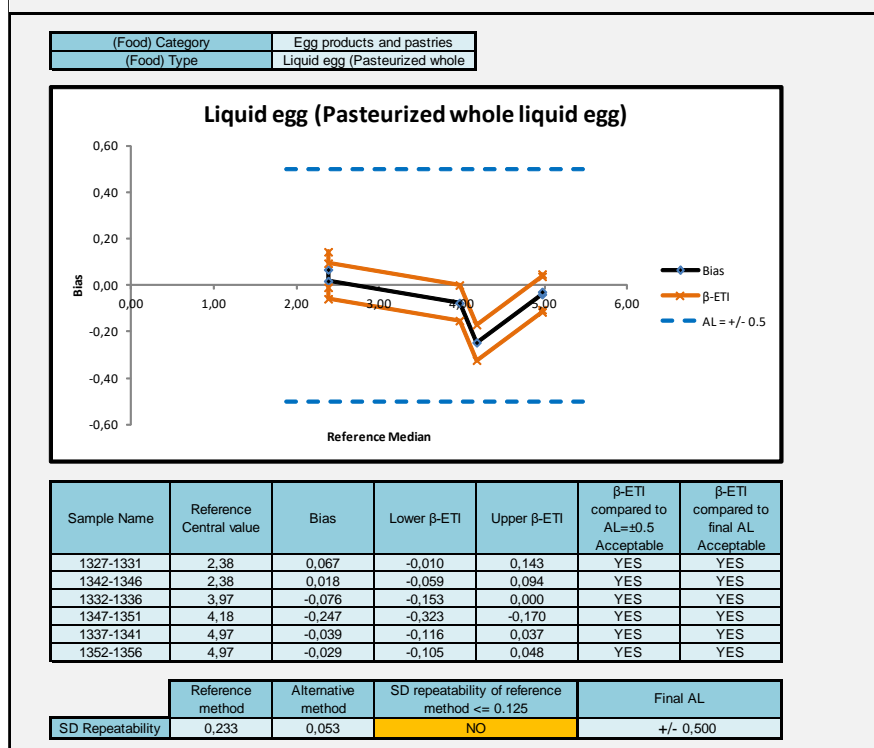 (Food) Category Egg products and pastries
(Food) Type Liquid egg (Pasteurized whole
Liquid egg (Pasteurized whole liquid egg)
0,60
0,40
0,20
0,00
-0,20
-0,40
-0,60
Bias
0,00 1,00 2,00 3,00 4,00 5,00 6,00
Reference Median
Bias
β-ETI
AL = +/- 0.5
Sample Name Reference Central value Bias Lower β-ETI Upper β-ETI β-ETI compared to AL=±0.5 Acceptable β-ETI compared to final AL Acceptable
1327-1331 2,38 0,067 -0,010 0,143 YES YES
1342-1346 2,38 0,018 -0,059 0,094 YES YES
1332-1336 3,97 -0,076 -0,153 0,000 YES YES
1347-1351 4,18 -0,247 -0,323 -0,170 YES YES
1337-1341 4,97 -0,039 -0,116 0,037 YES YES
1352-1356 4,97 -0,029 -0,105 0,048 YES YES
Reference method Alternative method SD repeatability of reference method <= 0.125 Final AL
SD Repeatability 0,233 0,053 NO +/- 0,500